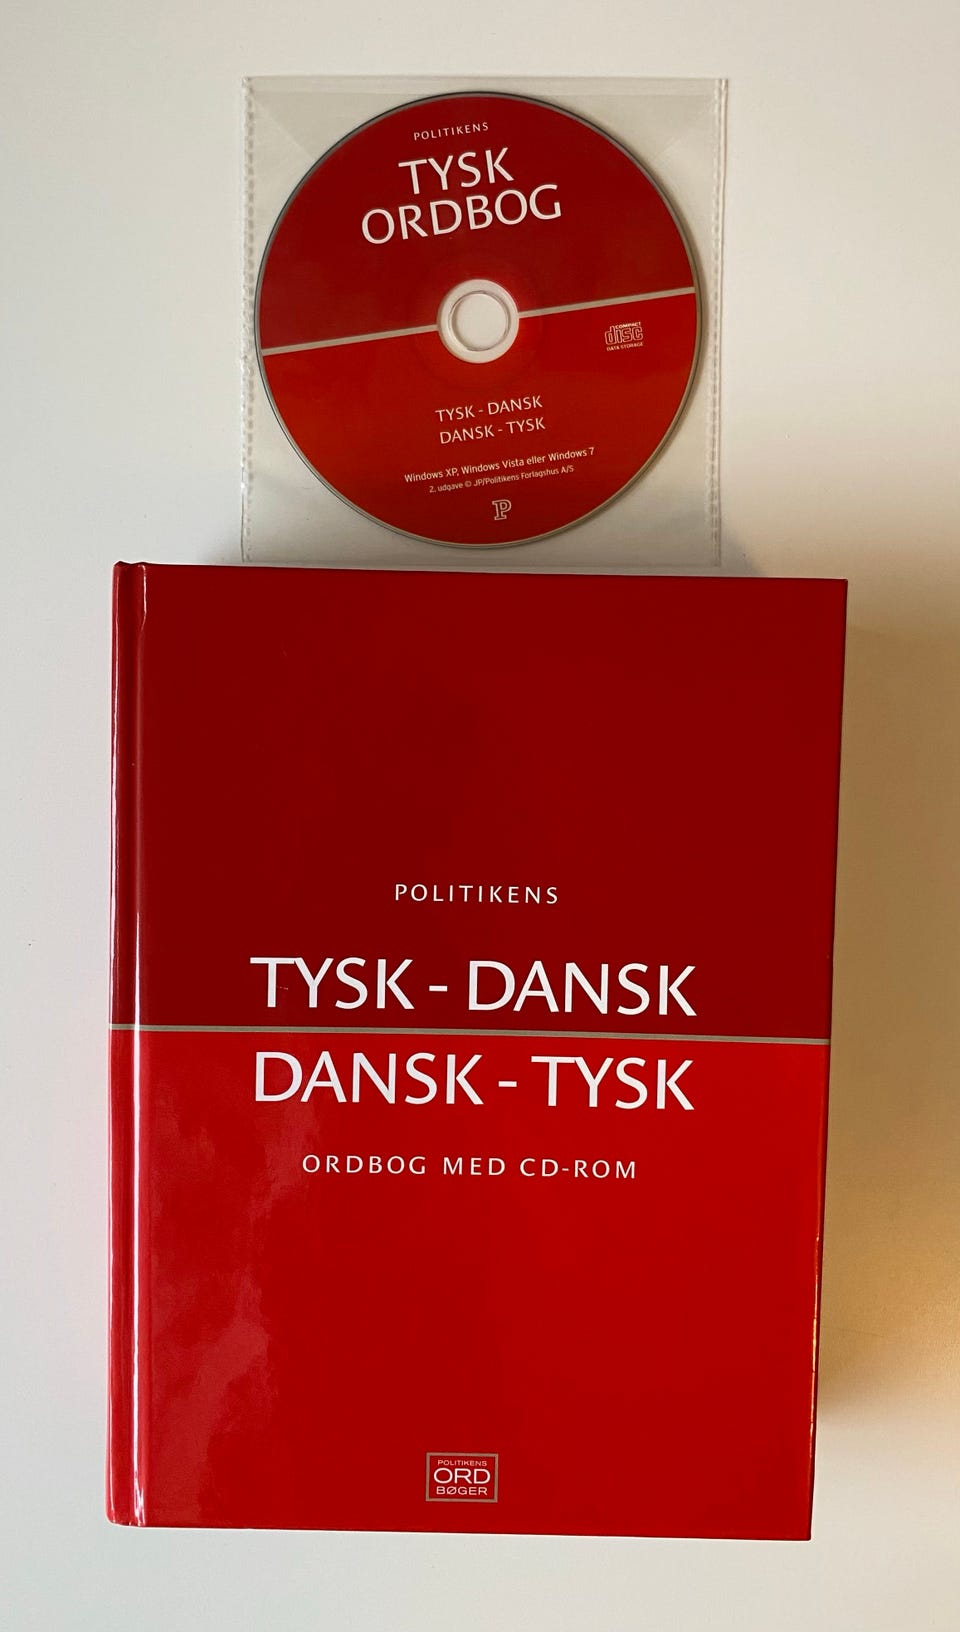 POLITIKENS
TYSK
ORDBOG
COMPACT
disc
DATA STORAGE
TYSK - DANSK
DANSK - TYSK
Windows XP, Windows Vista eller Windows 7
2. udgave © JP/Politikens Forlagshus A/S
P
POLITIKENS
TYSK - DANSK
DANSK - TYSK
ORDBOG MED CD-ROM
POLITIKENS
ORD
BØGER